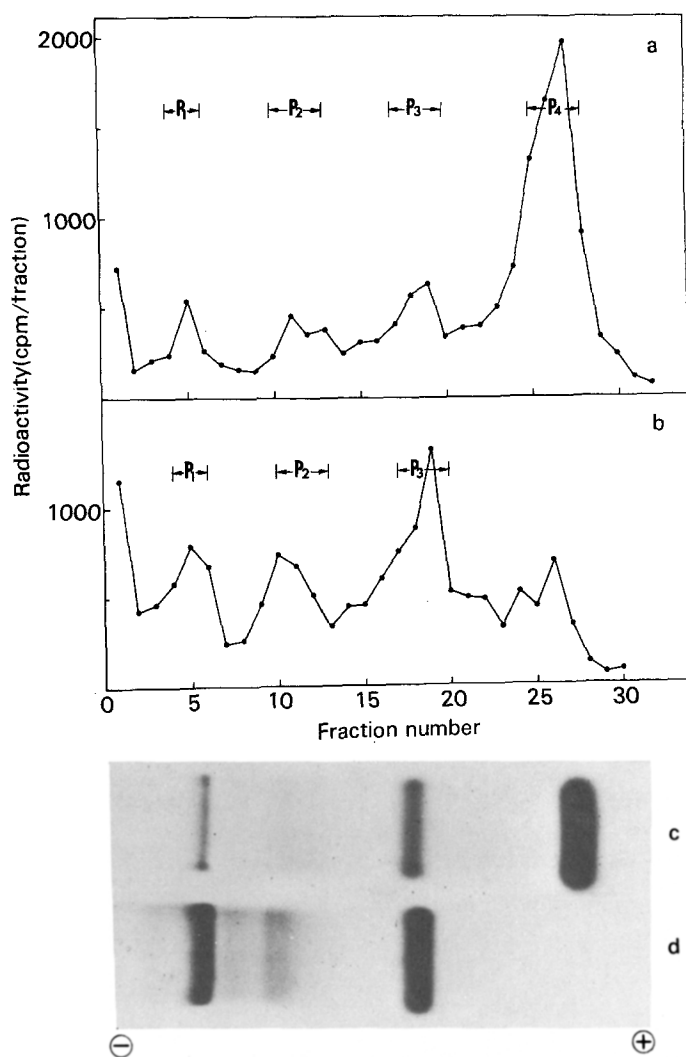 2000
a
P₁
P₂
P₃
P₄
1000
Radioactivity(cpm/fraction)
b
P₁
P₂
P₃
1000
0 5 10 15 20 25 30
Fraction number
c
d
⊖ ⊕